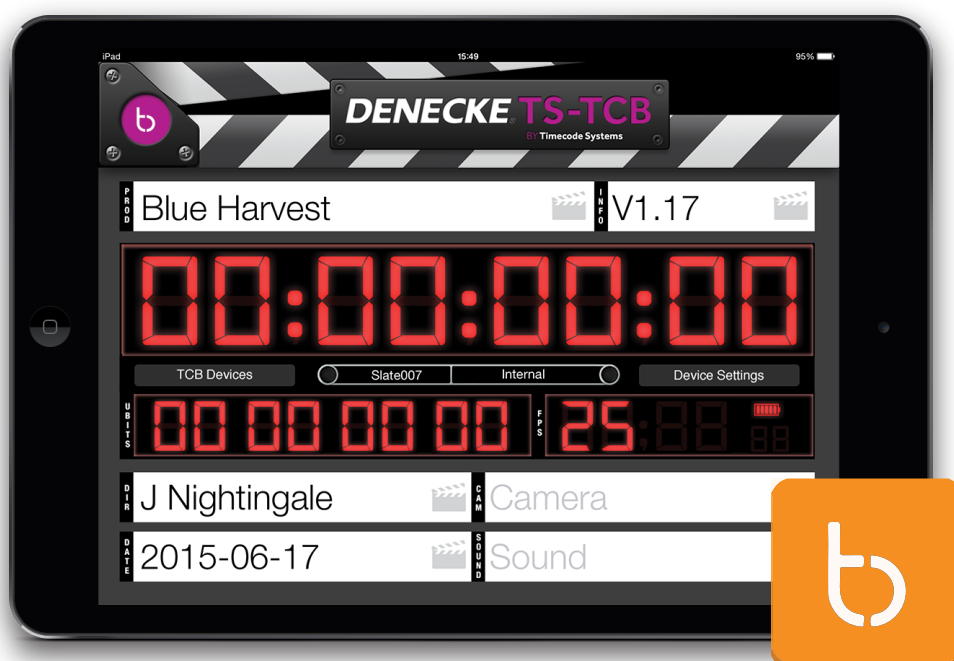 iPad 15:49 95%
b
DENECKE TS-TCB
BY Timecode Systems
PROD Blue Harvest INFO V1.17
00:00:00:00
TCB Devices Slate007 Internal Device Settings
UBITS 00 00 00 00 FPS 25
DIR J Nightingale CAM Camera
DATE 2015-06-17 SOUND Sound
b